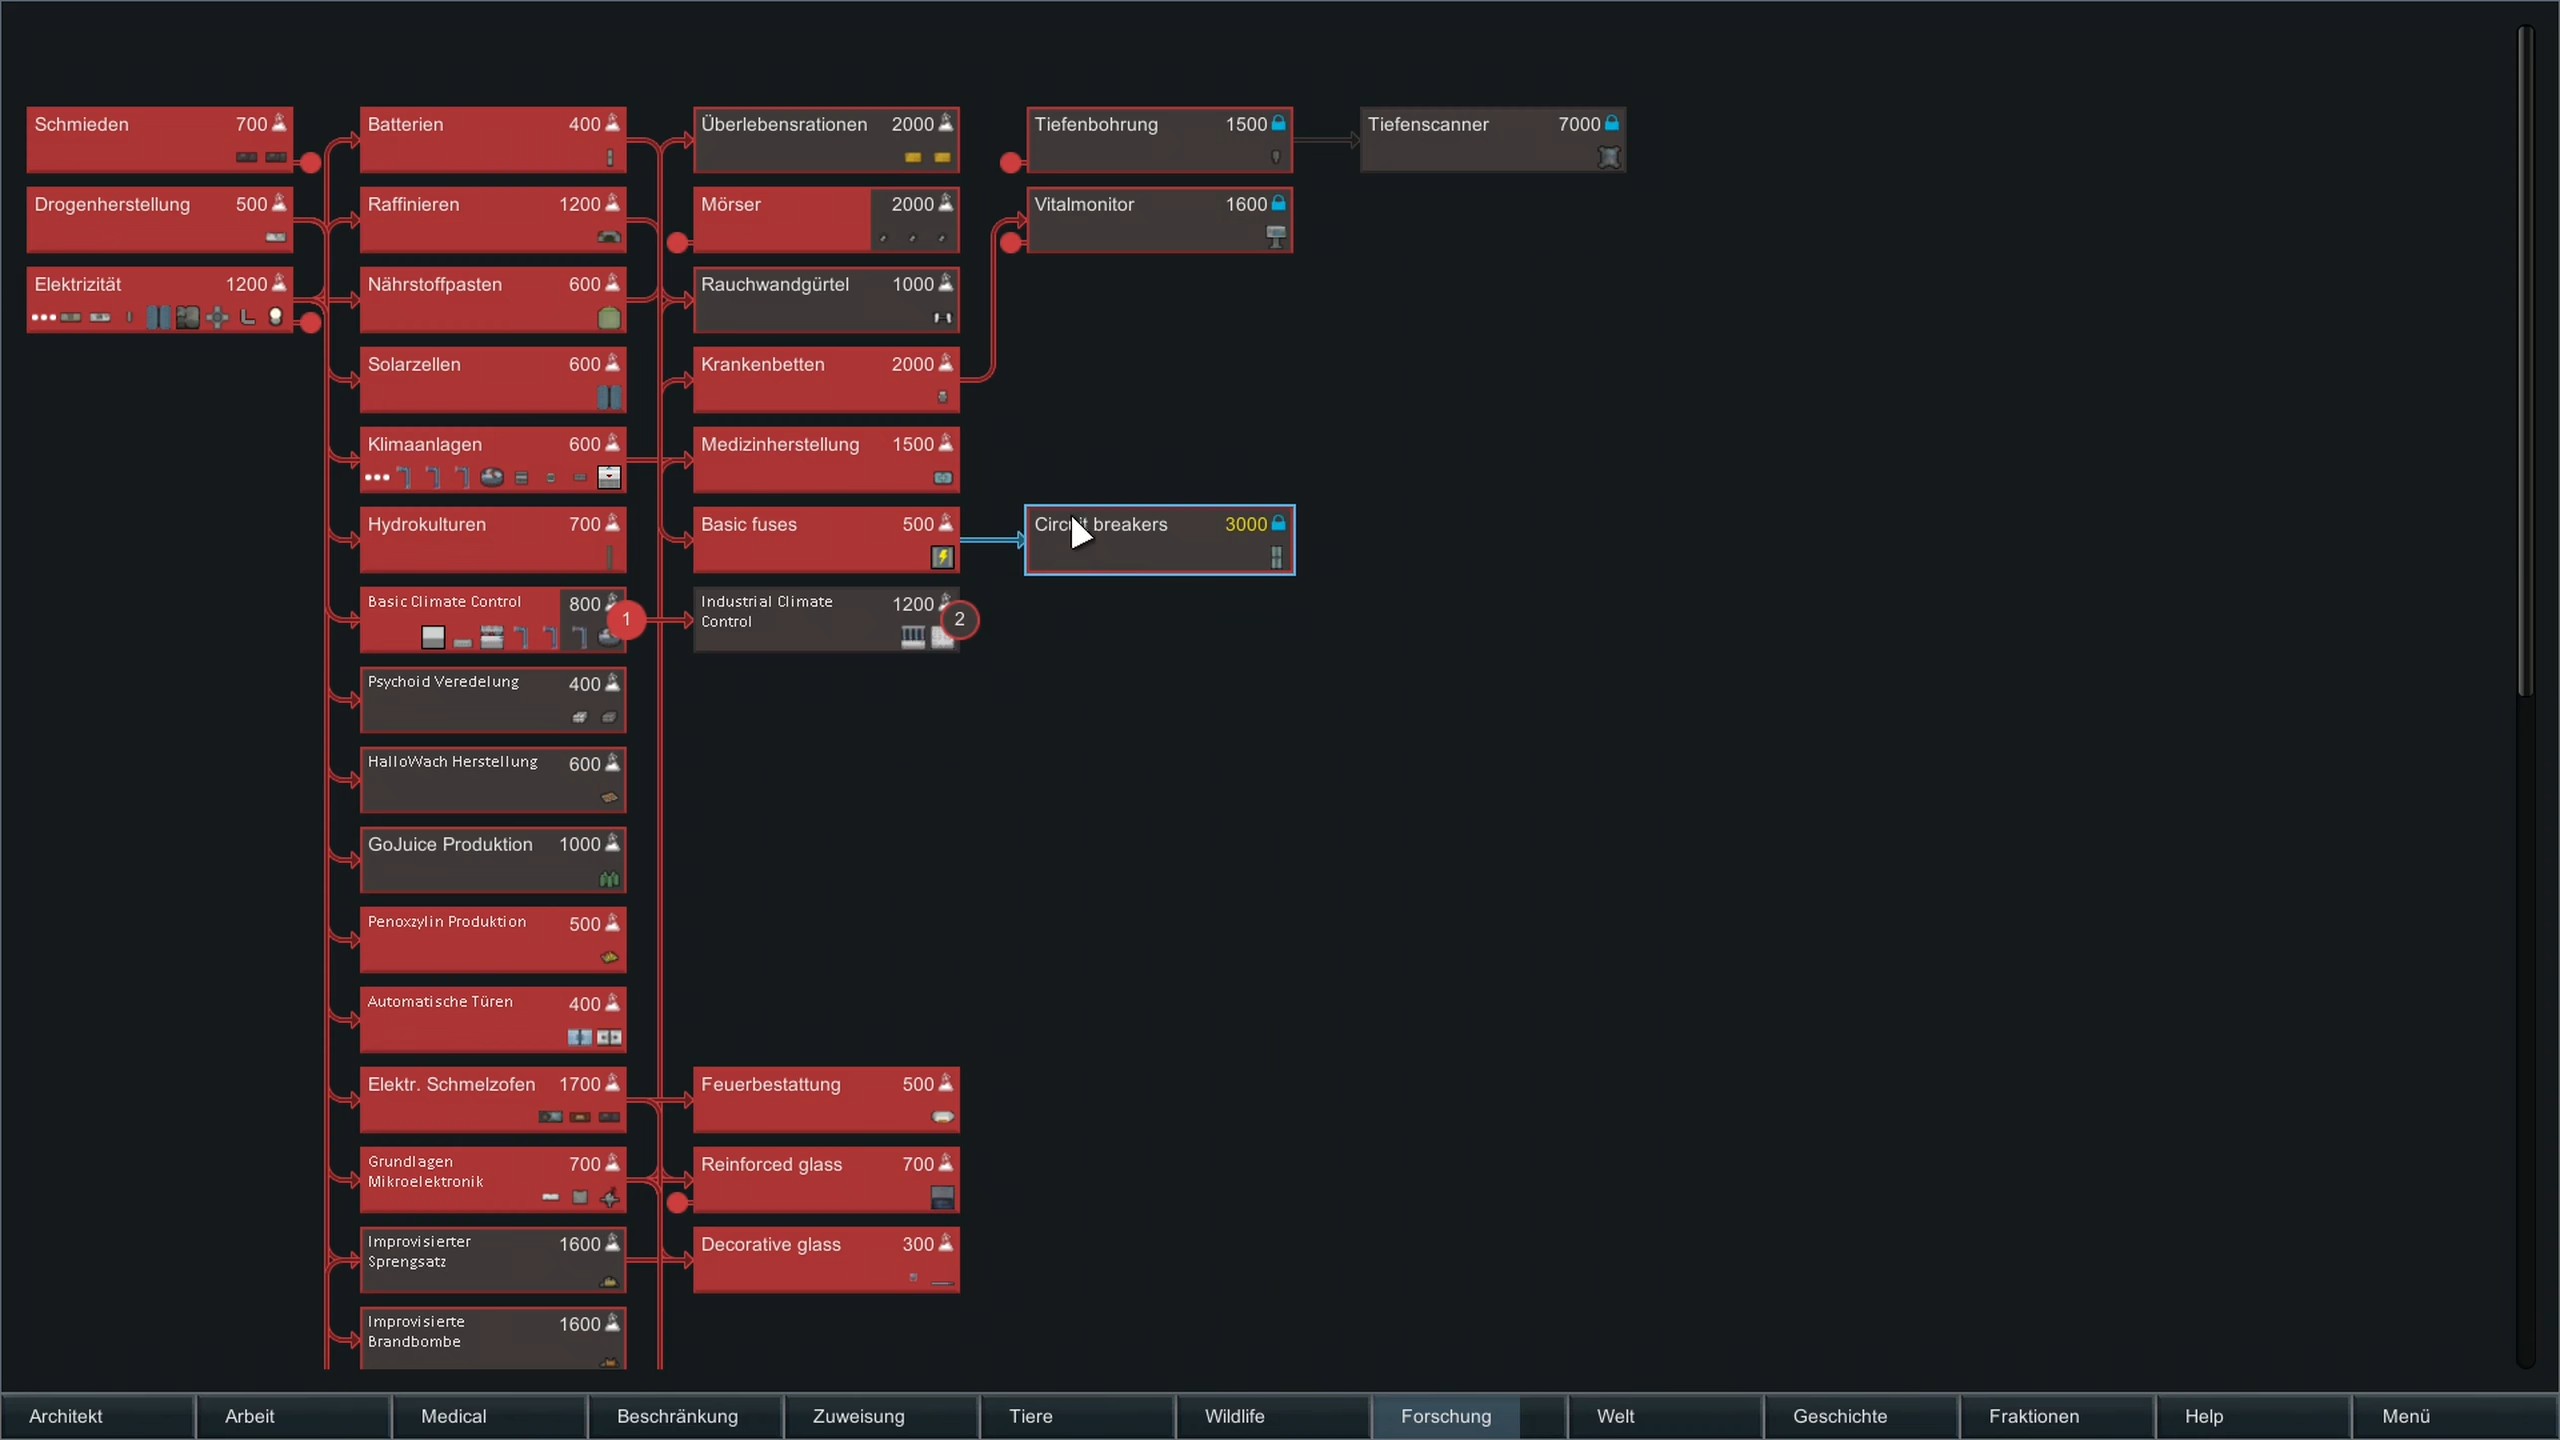 Schmieden 700
Drogenherstellung 500
Elektrizität 1200
Batterien 400
Raffinieren 1200
Nährstoffpasten 600
Solarzellen 600
Klimaanlagen 600
Hydrokulturen 700
Basic Climate Control 800
1
Psychoid Veredelung 400
HalloWach Herstellung 600
GoJuice Produktion 1000
Penoxzylin Produktion 500
Automatische Türen 400
Elektr. Schmelzofen 1700
Grundlagen
Mikroelektronik 700
Improvisierter
Sprengsatz 1600
Improvisierte
Brandbombe 1600
Überlebensrationen 2000
Mörser 2000
Rauchwandgürtel 1000
Krankenbetten 2000
Medizinherstellung 1500
Basic fuses 500
Industrial Climate
Control 1200
2
Feuerbestattung 500
Reinforced glass 700
Decorative glass 300
Tiefenbohrung 1500
Vitalmonitor 1600
Circuit breakers 3000
Tiefenscanner 7000
Architekt Arbeit Medical Beschränkung Zuweisung Tiere Wildlife Forschung Welt Geschichte Fraktionen Help Menü